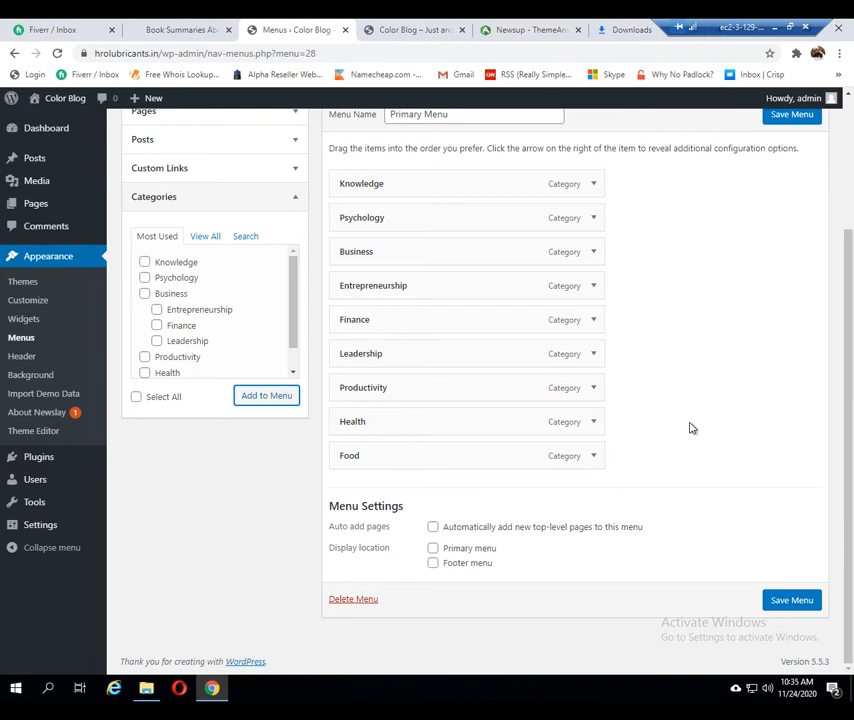 Fiverr / Inbox
Book Summaries Ab
Menus ‹ Color Blog –
Color Blog – Just an
Newsup - ThemeAns
Downloads
ec2-3-129-
hrolubricants.in/wp-admin/nav-menus.php?menu=28
Login
Fiverr / Inbox
Free Whois Lookup...
Alpha Reseller Web...
Namecheap.com -
Gmail
RSS (Really Simple...
Skype
Why No Padlock?
Inbox | Crisp
Color Blog
0
New
Howdy, admin
Dashboard
Posts
Media
Pages
Comments
Appearance
Themes
Customize
Widgets
Menus
Header
Background
Import Demo Data
About Newslay 1
Theme Editor
Plugins
Users
Tools
Settings
Collapse menu
Pages
Posts
Custom Links
Categories
Most Used
View All
Search
Knowledge
Psychology
Business
Entrepreneurship
Finance
Leadership
Productivity
Health
Select All
Add to Menu
Menu Name
Primary Menu
Save Menu
Drag the items into the order you prefer. Click the arrow on the right of the item to reveal additional configuration options.
Knowledge Category
Psychology Category
Business Category
Entrepreneurship Category
Finance Category
Leadership Category
Productivity Category
Health Category
Food Category
Menu Settings
Auto add pages
Automatically add new top-level pages to this menu
Display location
Primary menu
Footer menu
Delete Menu
Save Menu
Activate Windows
Go to Settings to activate Windows.
Thank you for creating with WordPress.
Version 5.5.3
10:35 AM
11/24/2020
2